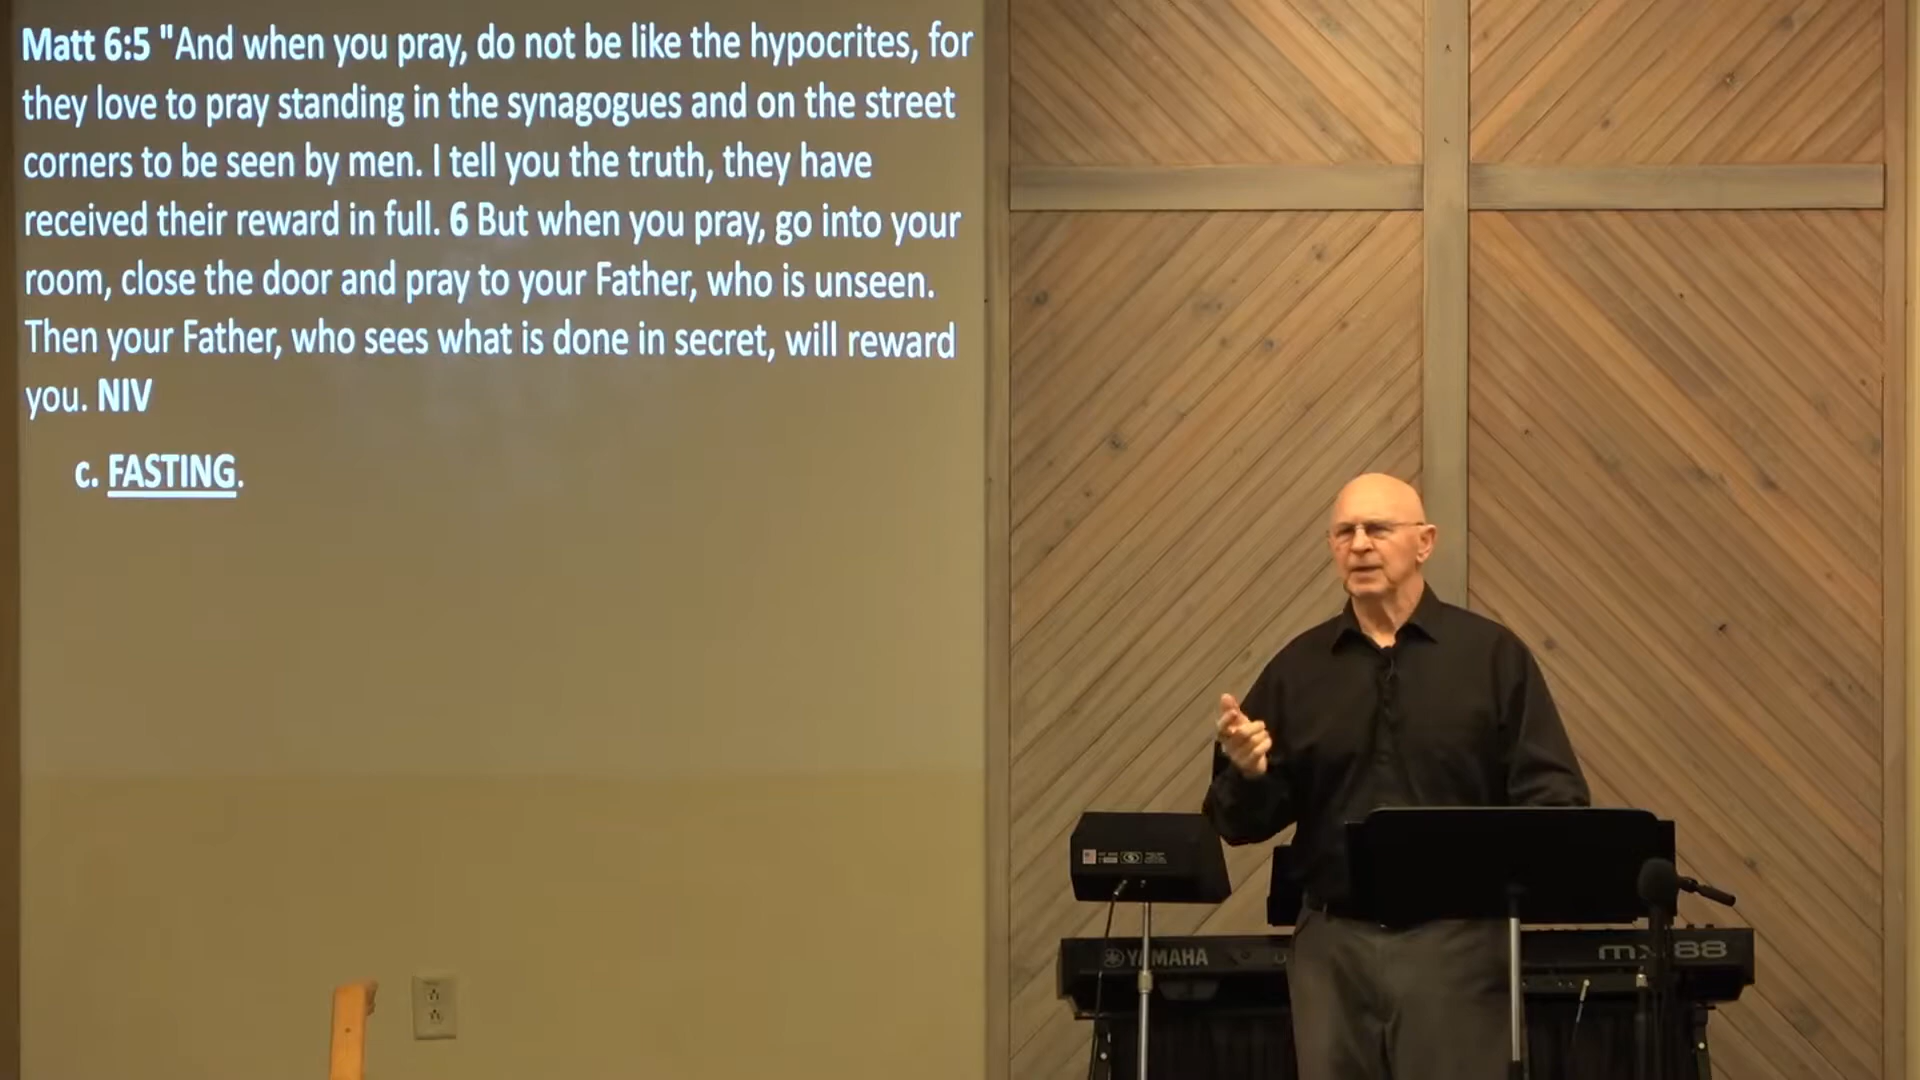 Matt 6:5 "And when you pray, do not be like the hypocrites, for
they love to pray standing in the synagogues and on the street
corners to be seen by men. I tell you the truth, they have
received their reward in full. 6 But when you pray, go into your
room, close the door and pray to your Father, who is unseen.
Then your Father, who sees what is done in secret, will reward
you. NIV
c. FASTING.
YAMAHA
mx 88